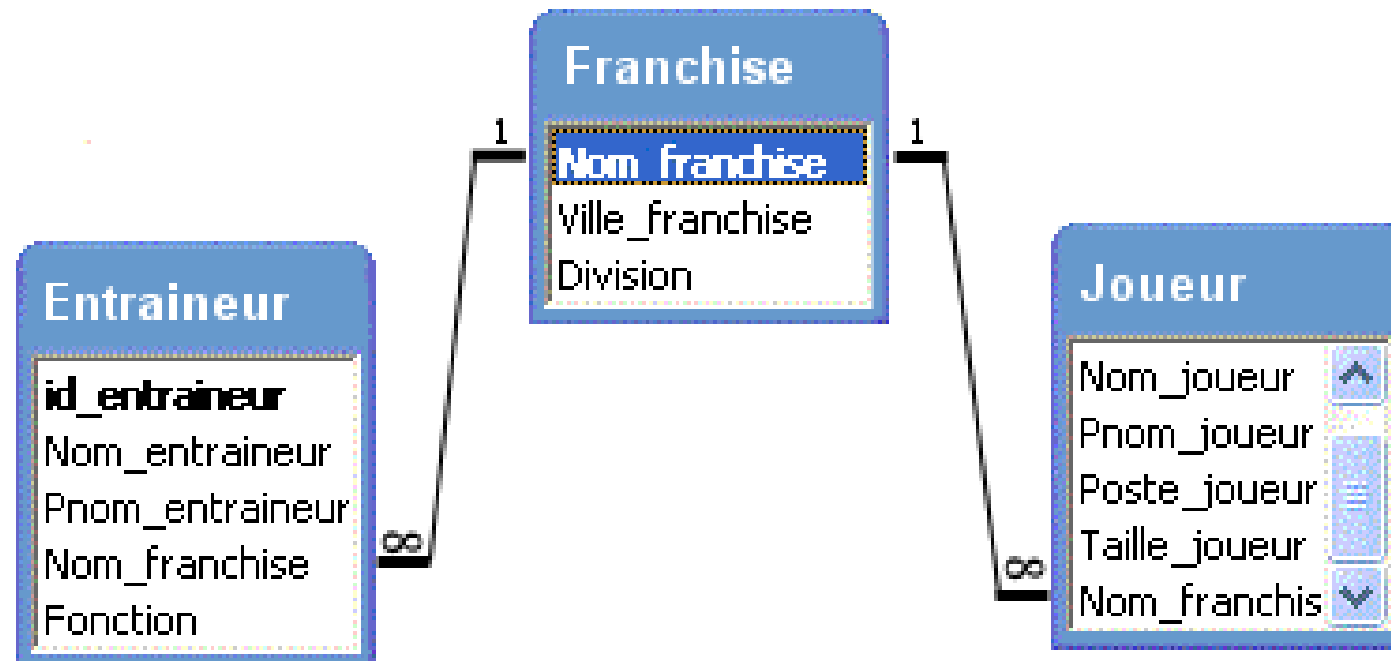 Franchise
Nom_franchise
Ville_franchise
Division
1
1
Entraineur
id_entraineur
Nom_entraineur
Pnom_entraineur
Nom_franchise
Fonction
∞
Joueur
Nom_joueur
Pnom_joueur
Poste_joueur
Taille_joueur
Nom_franchis
∞